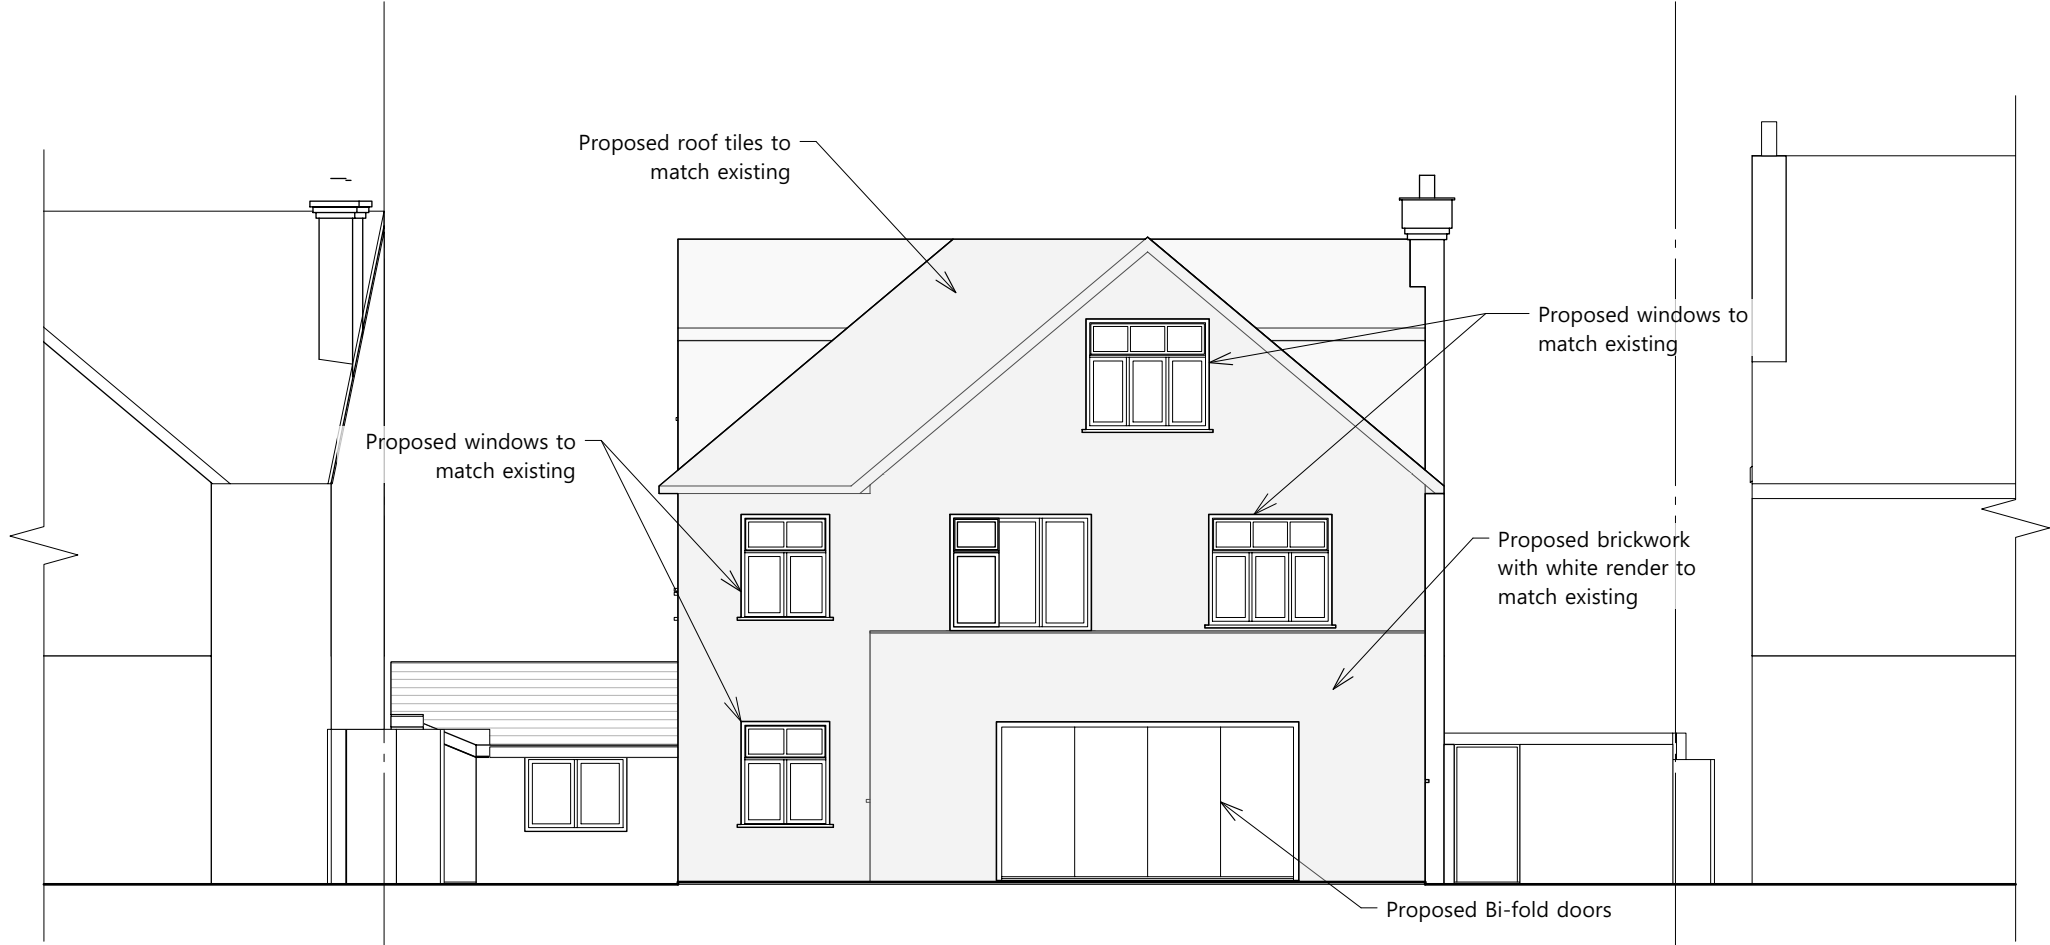 Proposed roof tiles to
match existing
Proposed windows to
match existing
Proposed windows to
match existing
Proposed brickwork
with white render to
match existing
Proposed Bi-fold doors